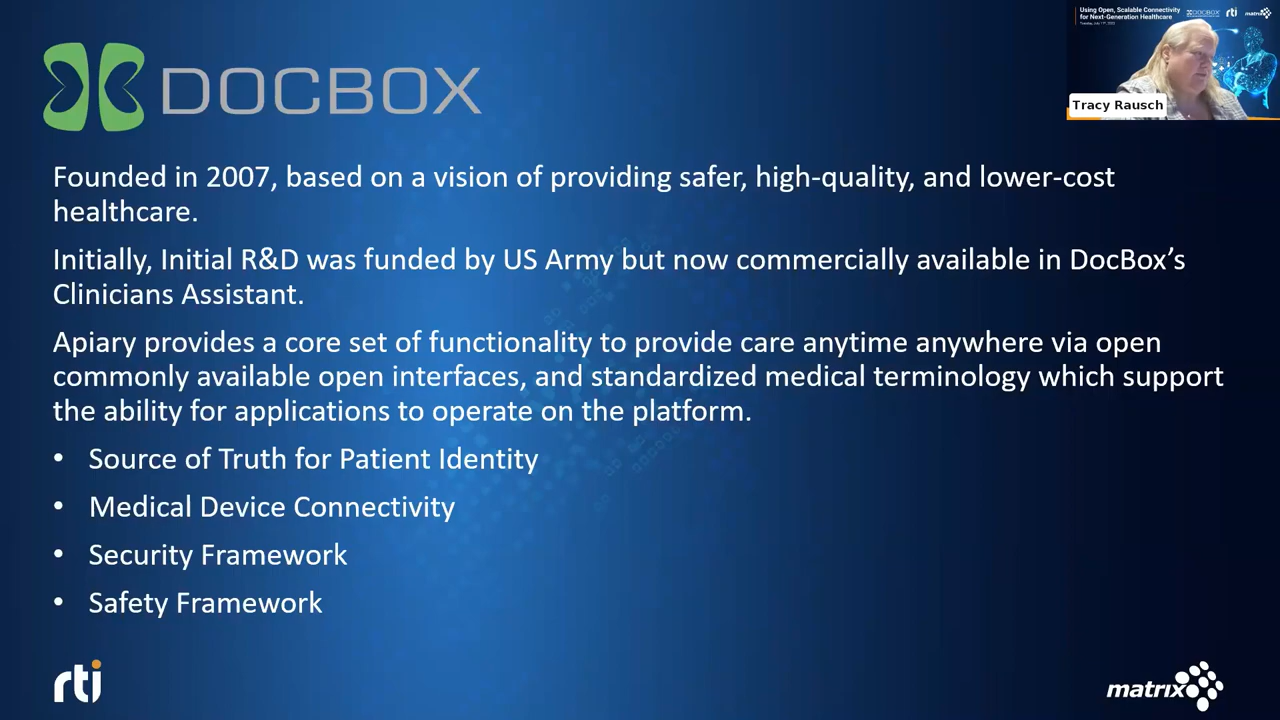 DOCBOX
Founded in 2007, based on a vision of providing safer, high-quality, and lower-cost
healthcare.
Initially, Initial R&D was funded by US Army but now commercially available in DocBox’s
Clinicians Assistant.
Apiary provides a core set of functionality to provide care anytime anywhere via open
commonly available open interfaces, and standardized medical terminology which support
the ability for applications to operate on the platform.
• Source of Truth for Patient Identity
• Medical Device Connectivity
• Security Framework
• Safety Framework
rti
matrix
Using Open, Scalable Connectivity
for Next-Generation Healthcare
DOCBOX
rti
matrix
Tracy Rausch